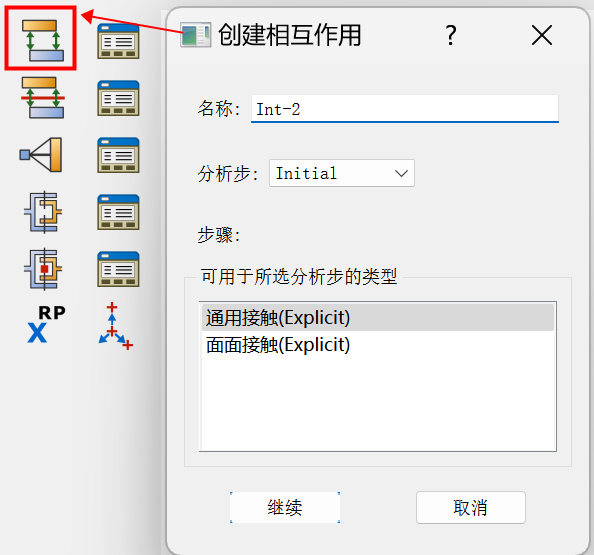 创建相互作用
?
名称: Int-2
分析步: Initial
步骤:
可用于所选分析步的类型
通用接触(Explicit)
面面接触(Explicit)
继续
取消
RP
X